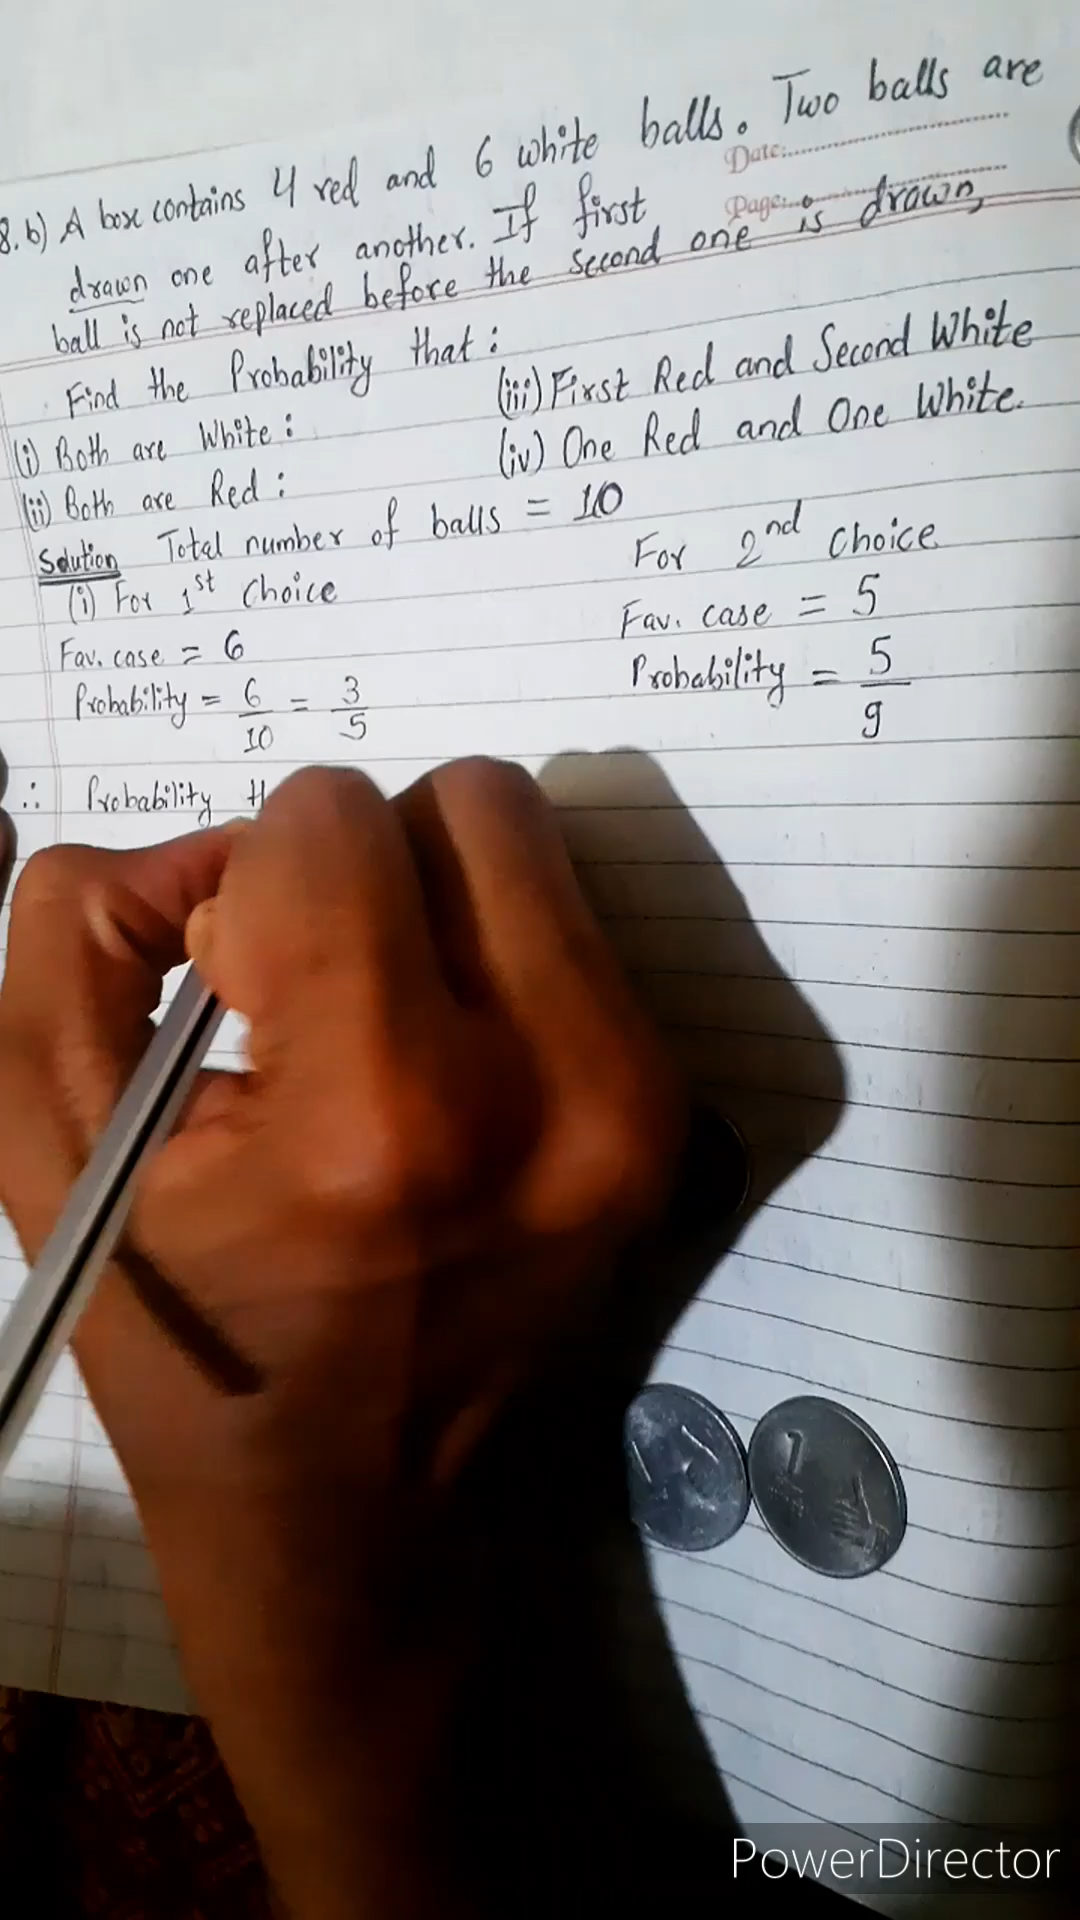 8.b) A box contains 4 red and 6 white balls. Two balls are
Date:
drawn one after another. If first
Page:
ball is not replaced before the second one is drawn,
Find the Probability that:
(i) Both are White:
(iii) First Red and Second White
(ii) Both are Red:
(iv) One Red and One White.
Solution Total number of balls = 10
(i) For 1st Choice
For 2nd Choice
Fav. case = 6
Fav. case = 5
Probability = 6/10 = 3/5
Probability = 5/9
∴ Probability
1
PowerDirector